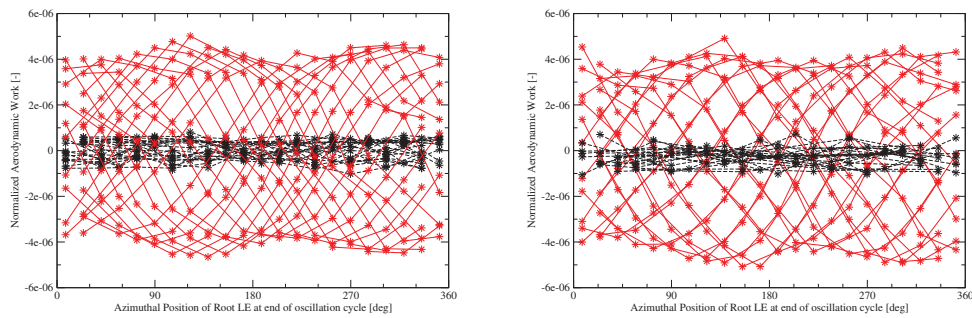 6e-06
4e-06
2e-06
0
-2e-06
-4e-06
-6e-06
Normalized Aerodynamic Work [-]
0 90 180 270 360
Azimuthal Position of Root LE at end of oscillation cycle [deg]
6e-06
4e-06
2e-06
0
-2e-06
-4e-06
-6e-06
Normalized Aerodynamic Work [-]
0 90 180 270 360
Azimuthal Position of Root LE at end of oscillation cycle [deg]